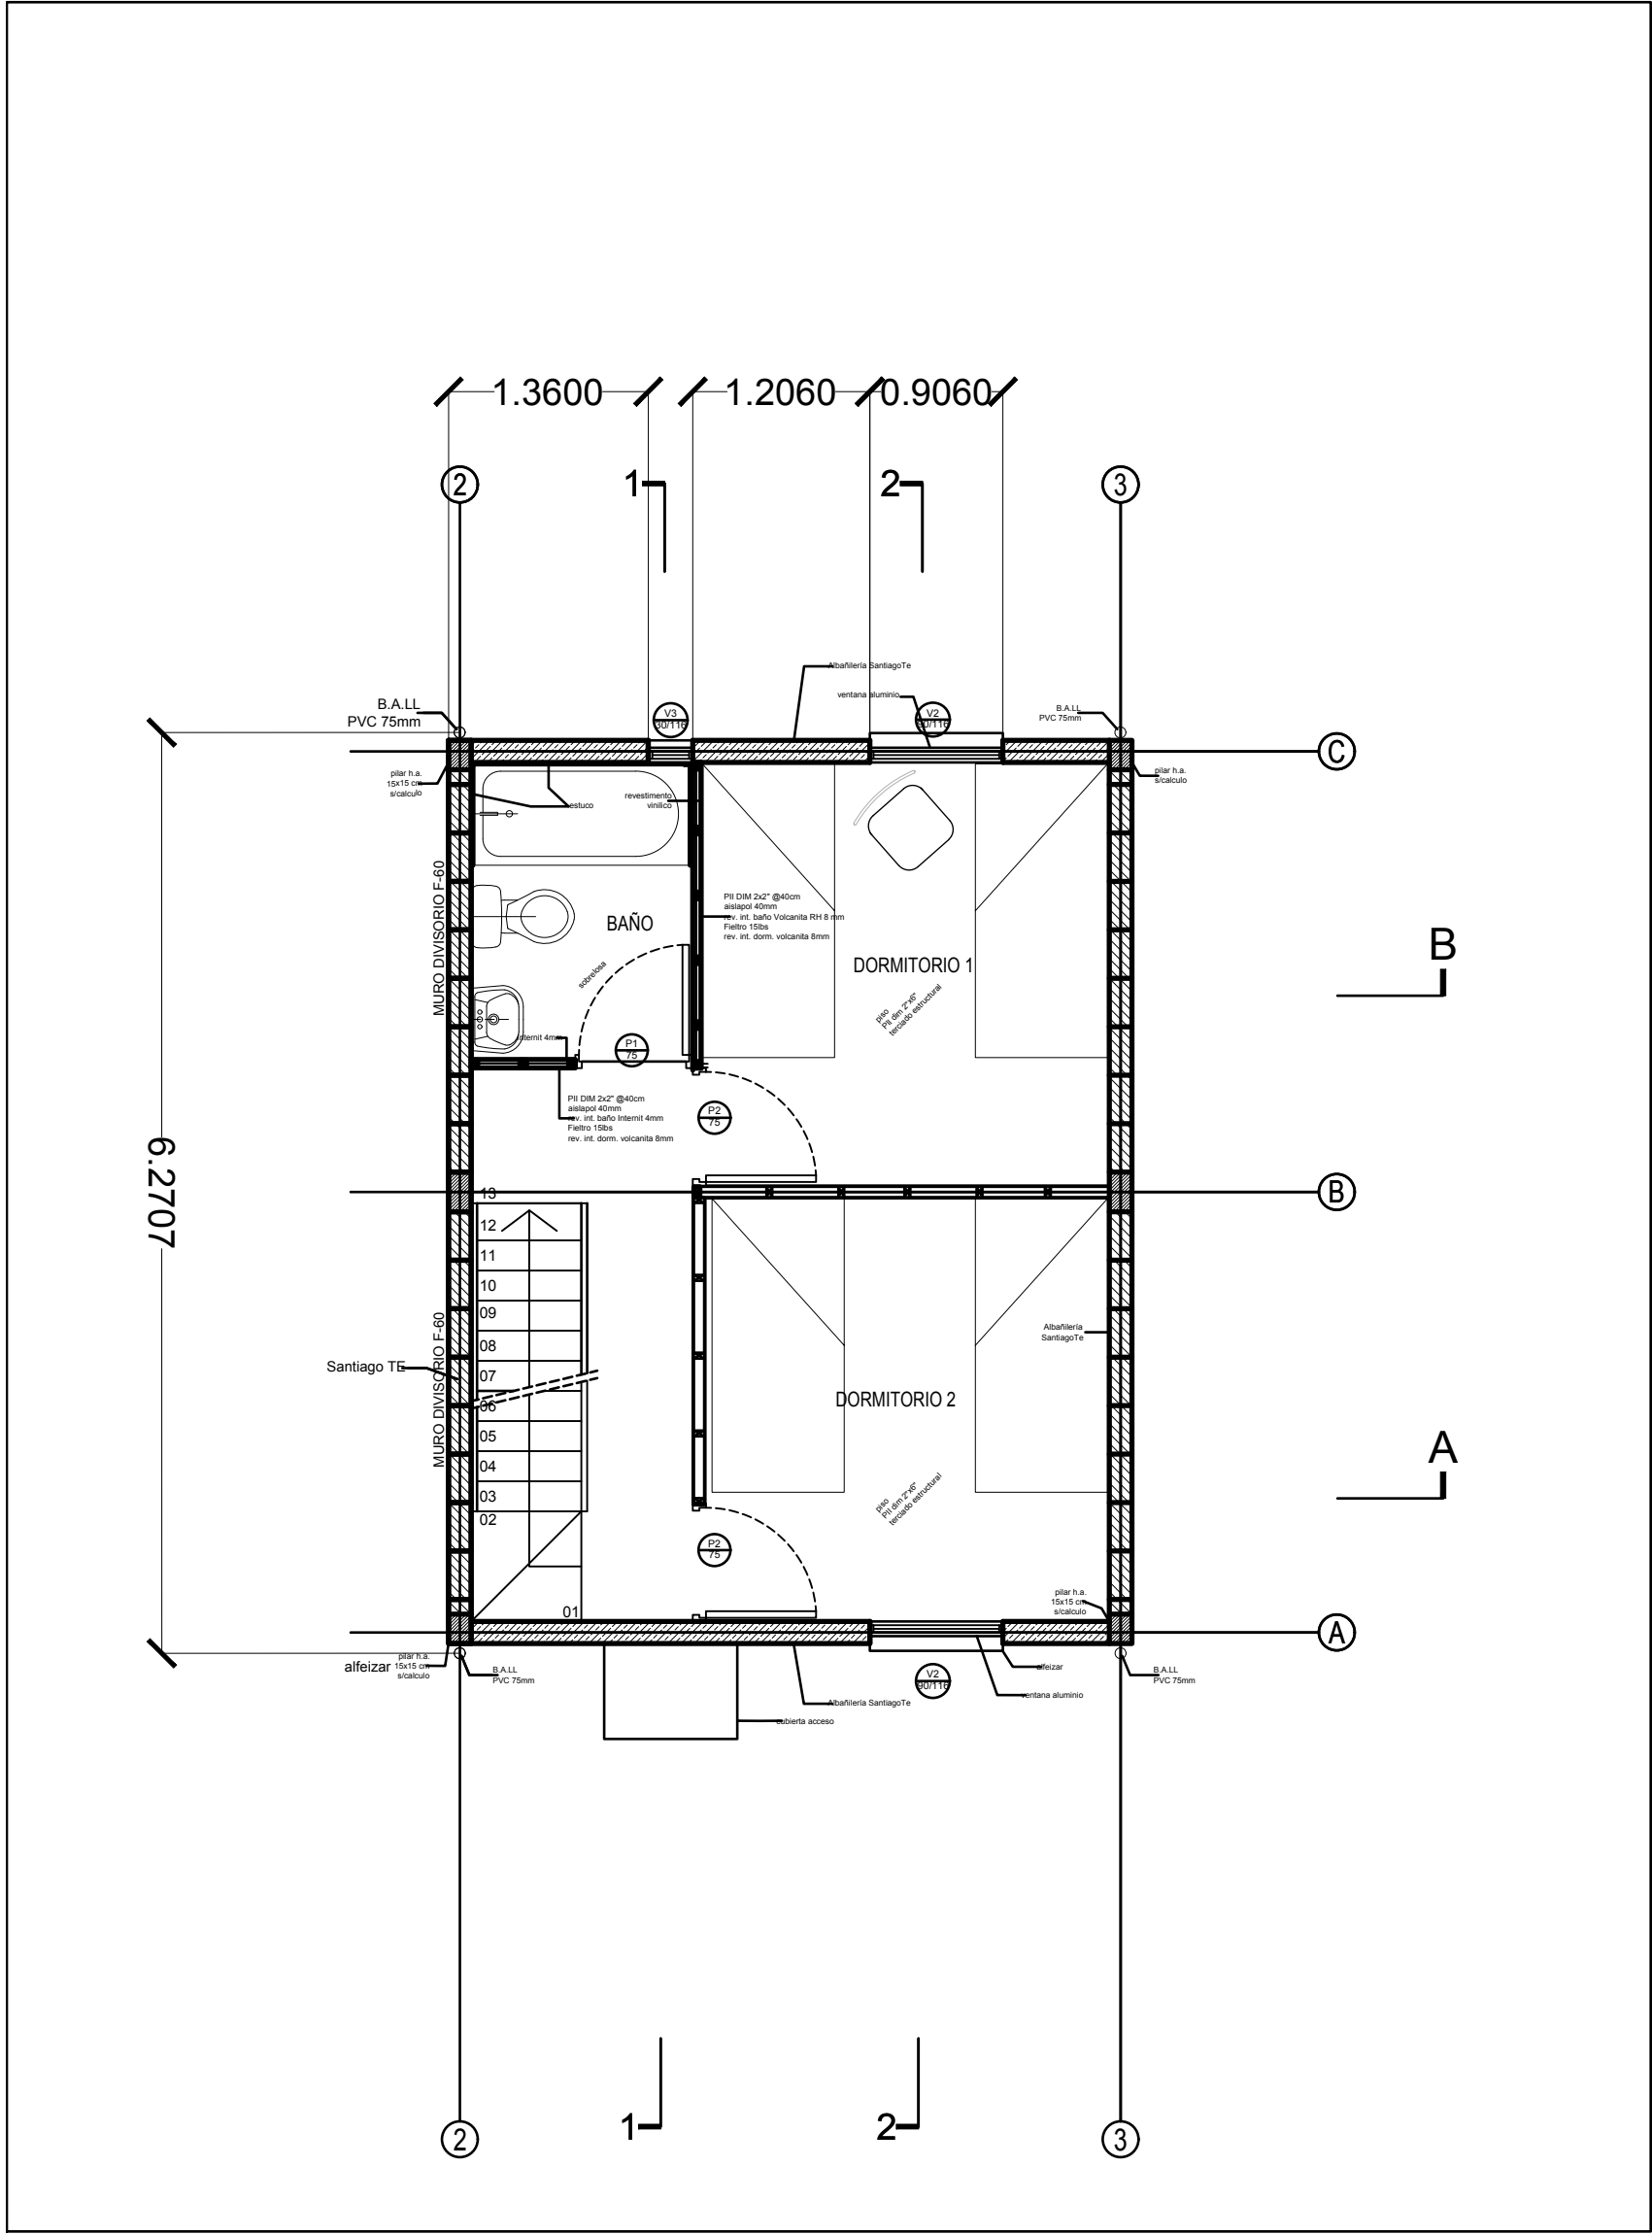 1.3600
1.2060
0.9060
2
1
2
3
Albañilería SantiagoTe
ventana aluminio
B.A.LL
PVC 75mm
V3
30/116
V2
90/116
B.A.LL
PVC 75mm
C
pilar h.a.
15x15 cm
s/calculo
estuco
revestimento
vinilico
pilar h.a.
s/calculo
MURO DIVISORIO F-60
PII DIM 2x2" @40cm
aislapol 40mm
rev. int. baño Volcanita RH 8 mm
Fieltro 15lbs
rev. int. dorm. volcanita 8mm
BAÑO
sobrelosa
DORMITORIO 1
piso
PII dim 2"x6"
terciado estructural
B
internit 4mm
P1
75
PII DIM 2x2" @40cm
aislapol 40mm
rev. int. baño Internit 4mm
Fieltro 15lbs
rev. int. dorm. volcanita 8mm
P2
75
6.2707
13
B
12
11
10
09
08
07
06
05
04
03
02
01
Albañilería
SantiagoTe
Santiago TE
MURO DIVISORIO F-60
DORMITORIO 2
A
piso
PII dim 2"x6"
terciado estructural
P2
75
pilar h.a.
15x15 cm
s/calculo
A
alfeizar
pilar h.a.
15x15 cm
s/calculo
B.A.LL
PVC 75mm
V2
90/116
alfeizar
ventana aluminio
B.A.LL
PVC 75mm
Albañilería SantiagoTe
cubierta acceso
1
2
2
3